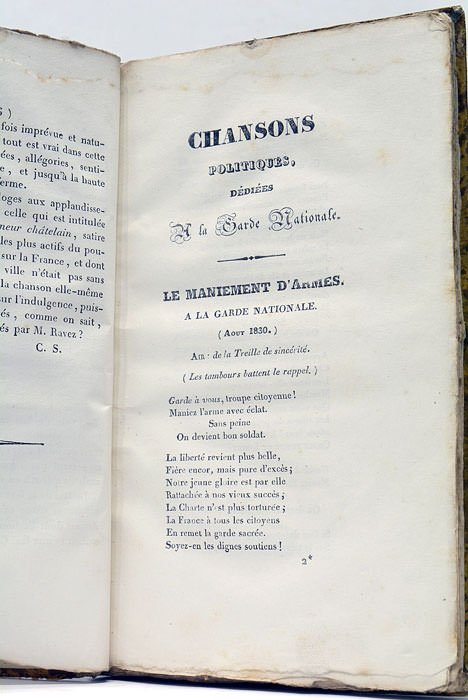 5 )
fois imprévue et natu-
tout est vrai dans cette
ées, allégories, senti-
e, et jusqu'à la haute
ferme.
loges aux applaudisse-
celle qui est intitulée
neur châtelain, satire
les plus actifs du pou-
sur la France, et dont
ville n'était pas sans
la chanson elle-même
ur l'indulgence, puis-
és, comme on sait,
és par M. Ravez ?
C. S.
CHANSONS
POLITIQUES,
DÉDIÉES
A la Garde Nationale.
LE MANIEMENT D'ARMES.
A LA GARDE NATIONALE.
( Aout 1830. )
Air : de la Treille de sincérité.
( Les tambours battent le rappel. )
Garde à vous, troupe citoyenne !
Maniez l'arme avec éclat.
Sans peine
On devient bon soldat.
La liberté revient plus belle,
Fière encor, mais pure d'excès ;
Notre jeune gloire est par elle
Rattachée à nos vieux succès ;
La Charte n'est plus torturée ;
La France à tous les citoyens
En remet la garde sacrée.
Soyez-en les dignes soutiens !
2*